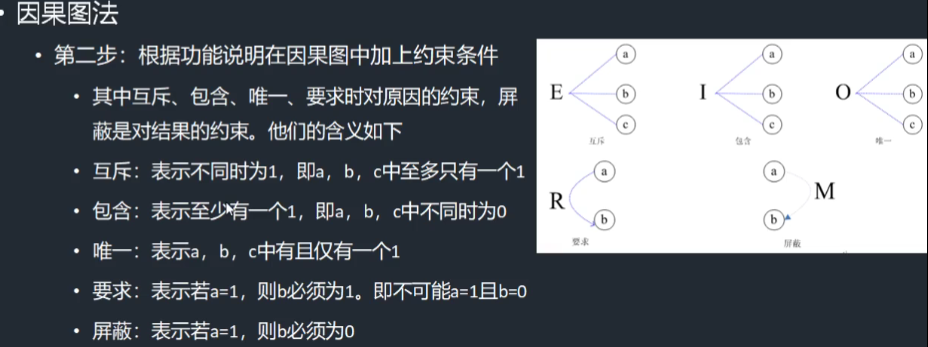 因果图法
第二步：根据功能说明在因果图中加上约束条件
其中互斥、包含、唯一、要求时对原因的约束，屏
蔽是对结果的约束。他们的含义如下
互斥：表示不同时为1，即a，b，c中至多只有一个1
包含：表示至少有一个1，即a，b，c中不同时为0
唯一：表示a，b，c中有且仅有一个1
要求：表示若a=1，则b必须为1。即不可能a=1且b=0
屏蔽：表示若a=1，则b必须为0
E a b c
互斥
I a b c
包含
O a b c
唯一
R a b
要求
M a b
屏蔽